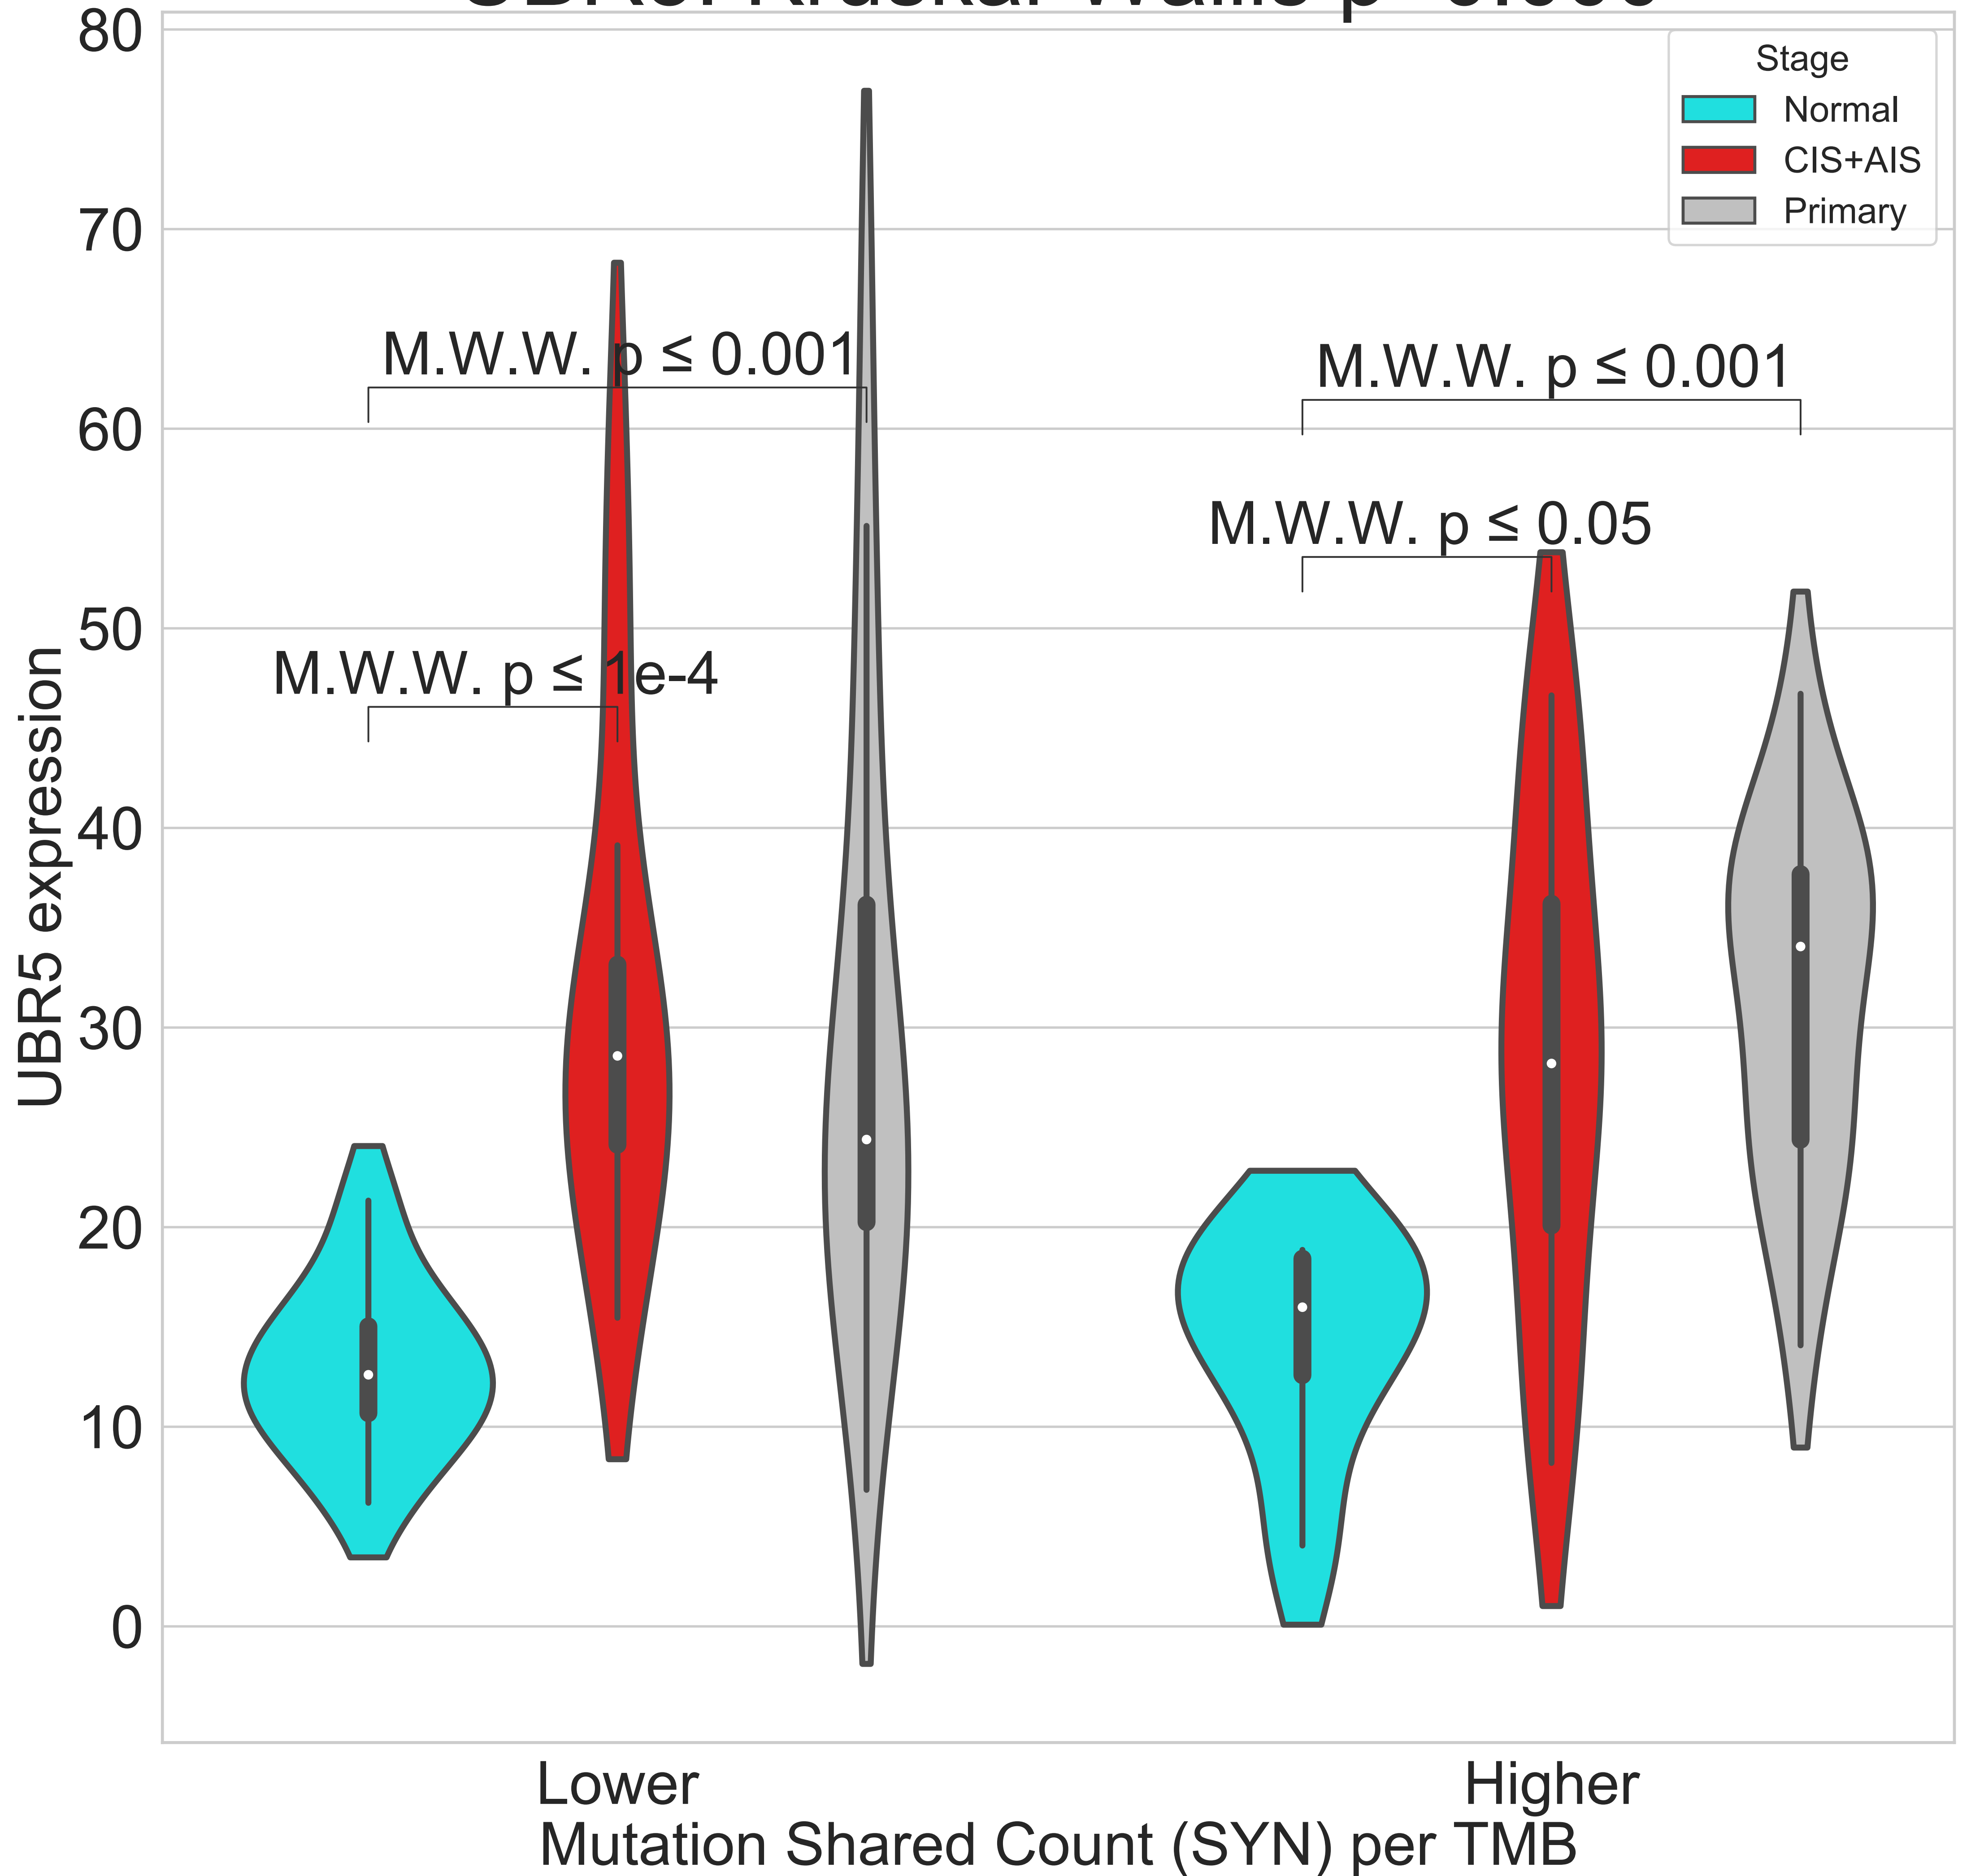 80
70
60
50
40
30
20
10
0
UBR5 expression
Stage
Normal
CIS+AIS
Primary
M.W.W. p ≤ 0.001
M.W.W. p ≤ 0.001
M.W.W. p ≤ 0.05
M.W.W. p ≤ 1e-4
Lower
Higher
Mutation Shared Count (SYN) per TMB